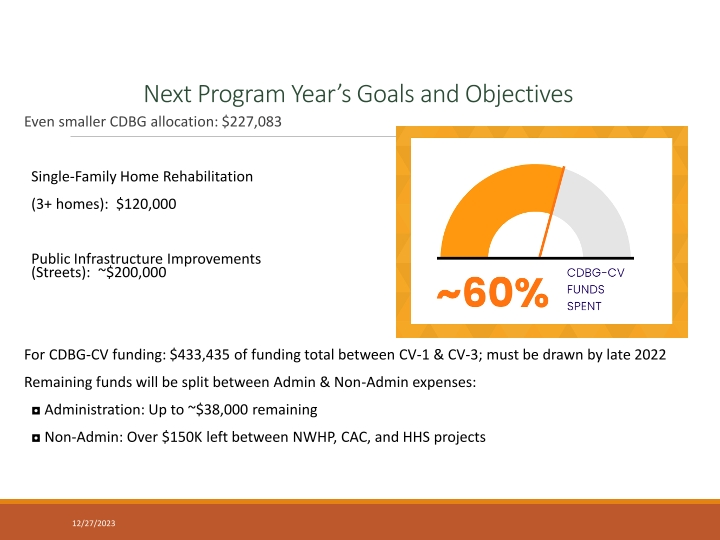 Next Program Year’s Goals and Objectives
Even smaller CDBG allocation: $227,083
Single-Family Home Rehabilitation
(3+ homes): $120,000
Public Infrastructure Improvements
(Streets): ~$200,000
~60%
CDBG-CV
FUNDS
SPENT
For CDBG-CV funding: $433,435 of funding total between CV-1 & CV-3; must be drawn by late 2022
Remaining funds will be split between Admin & Non-Admin expenses:
◘ Administration: Up to ~$38,000 remaining
◘ Non-Admin: Over $150K left between NWHP, CAC, and HHS projects
12/27/2023